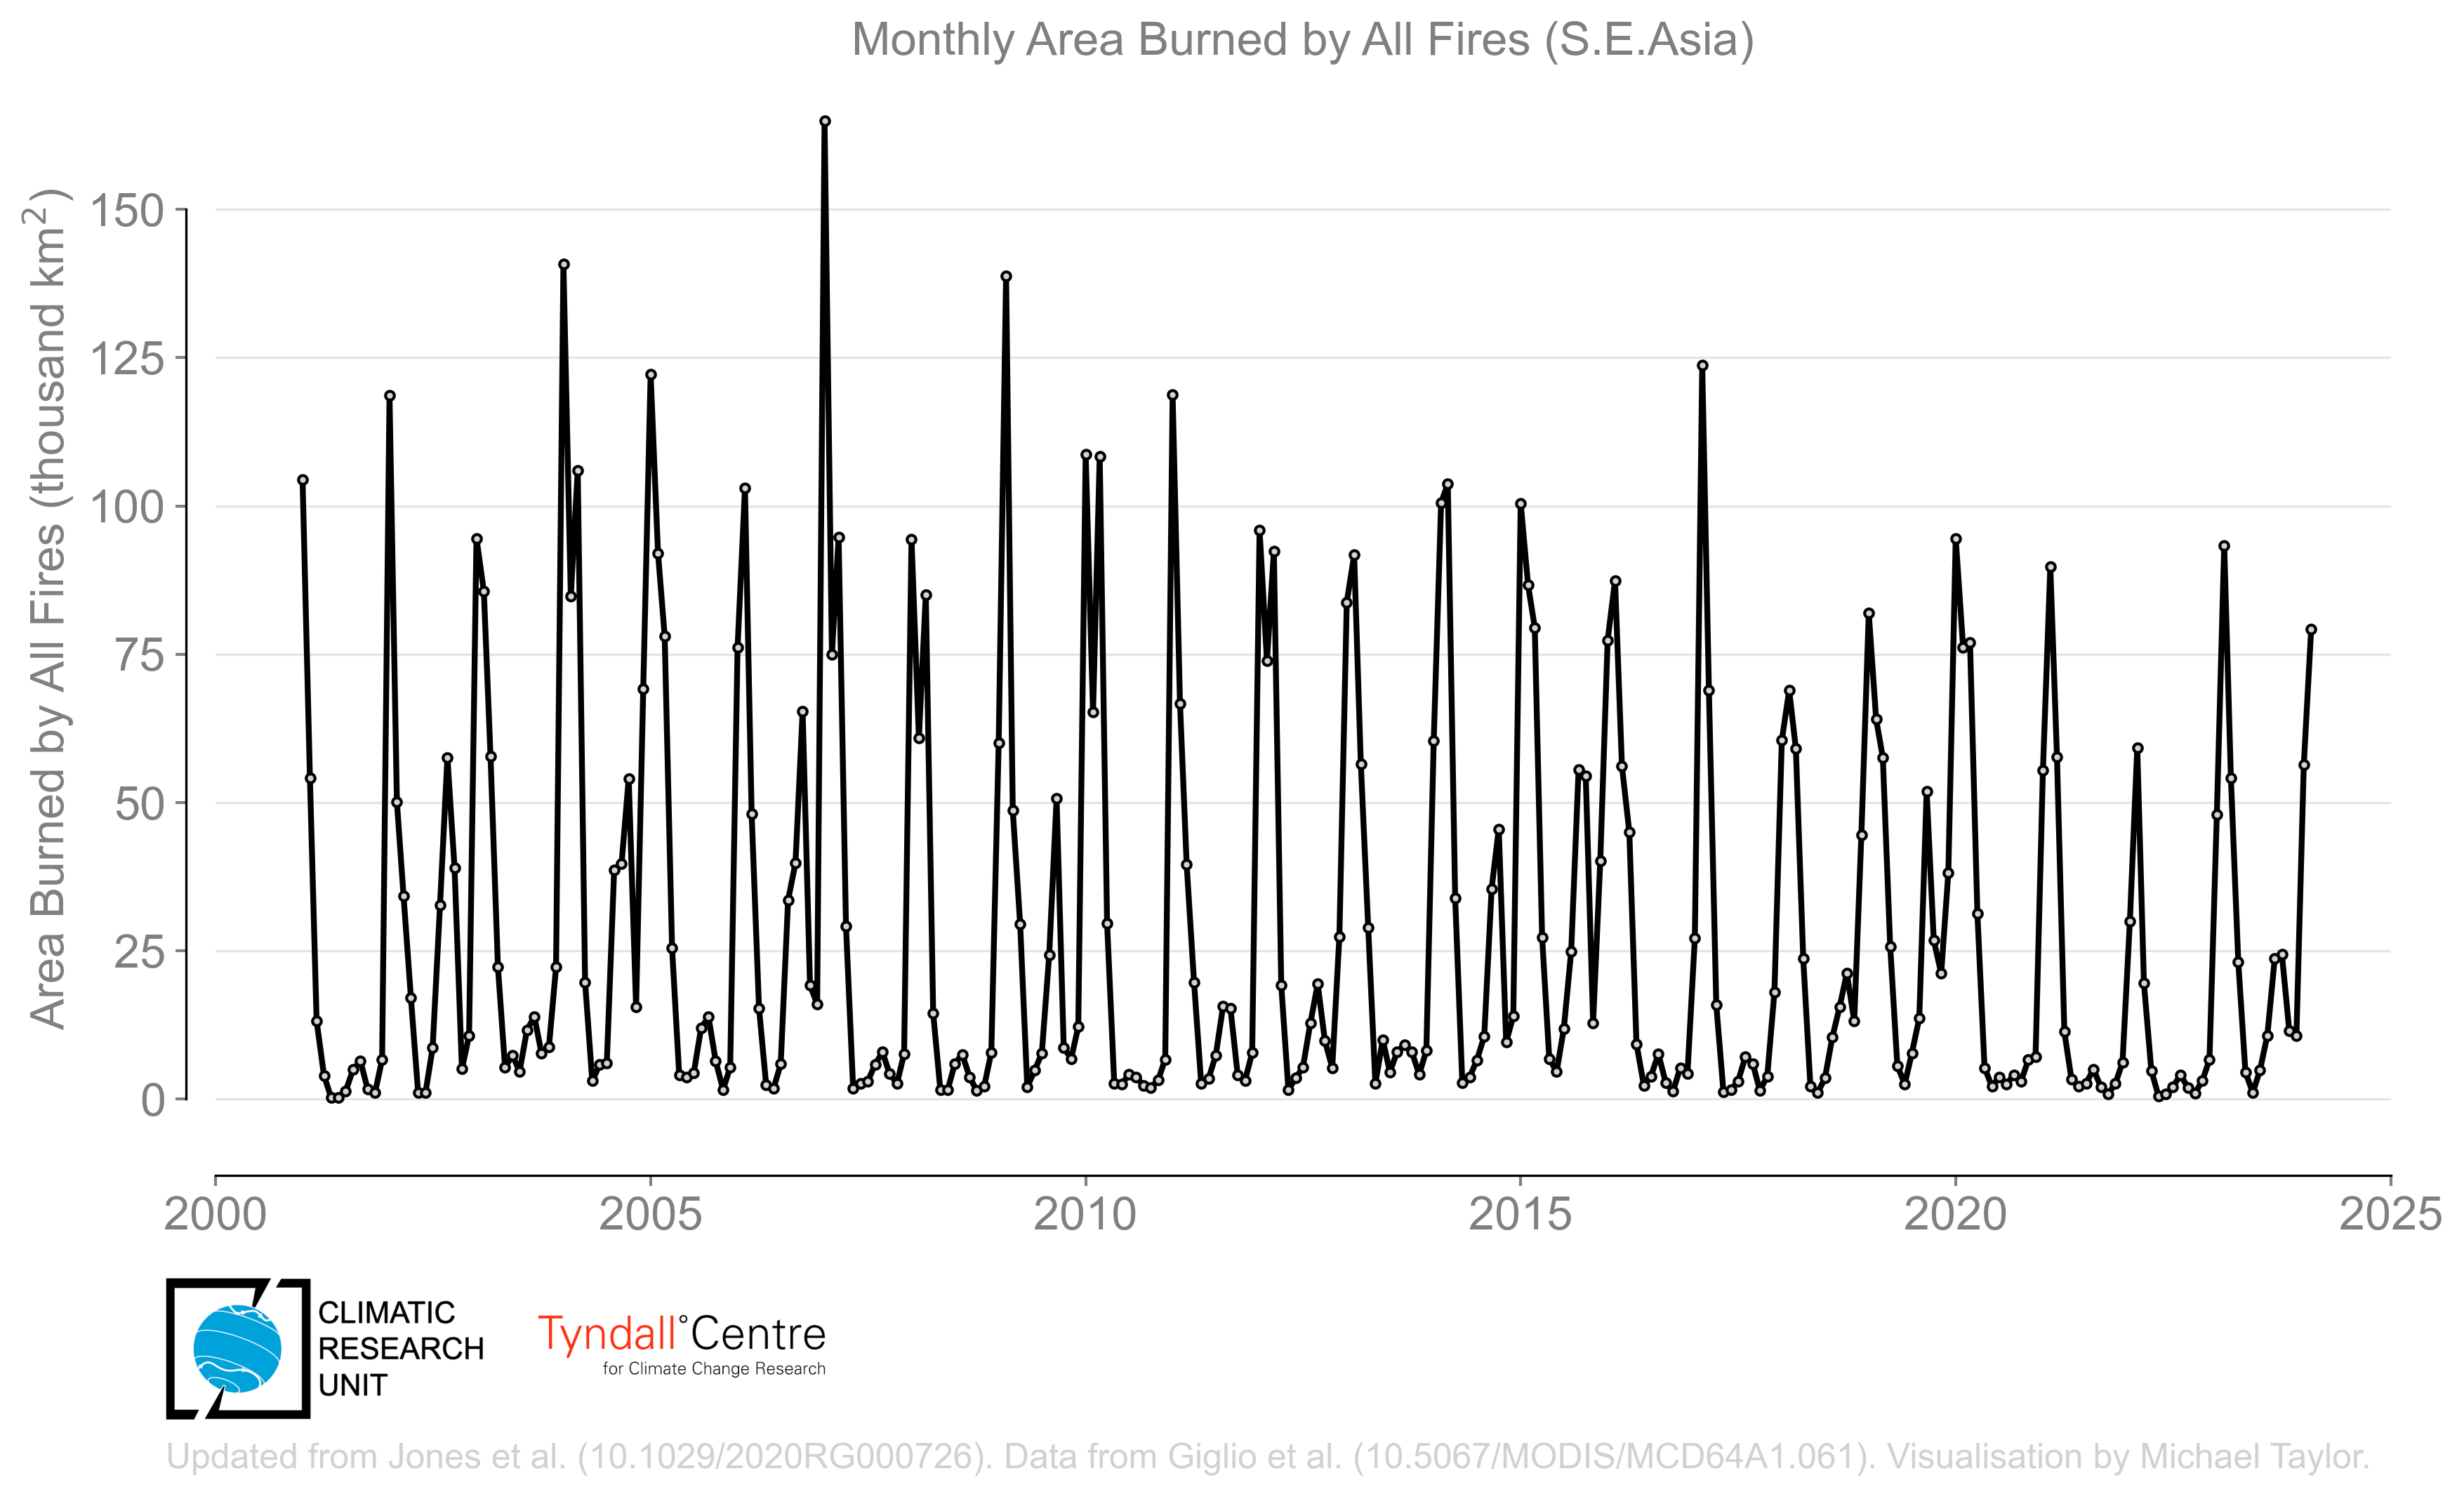 Monthly Area Burned by All Fires (S.E.Asia)
Area Burned by All Fires (thousand km²)
150
125
100
75
50
25
0
2000 2005 2010 2015 2020 2025
CLIMATIC
RESEARCH
UNIT
Tyndall°Centre
for Climate Change Research
Updated from Jones et al. (10.1029/2020RG000726). Data from Giglio et al. (10.5067/MODIS/MCD64A1.061). Visualisation by Michael Taylor.